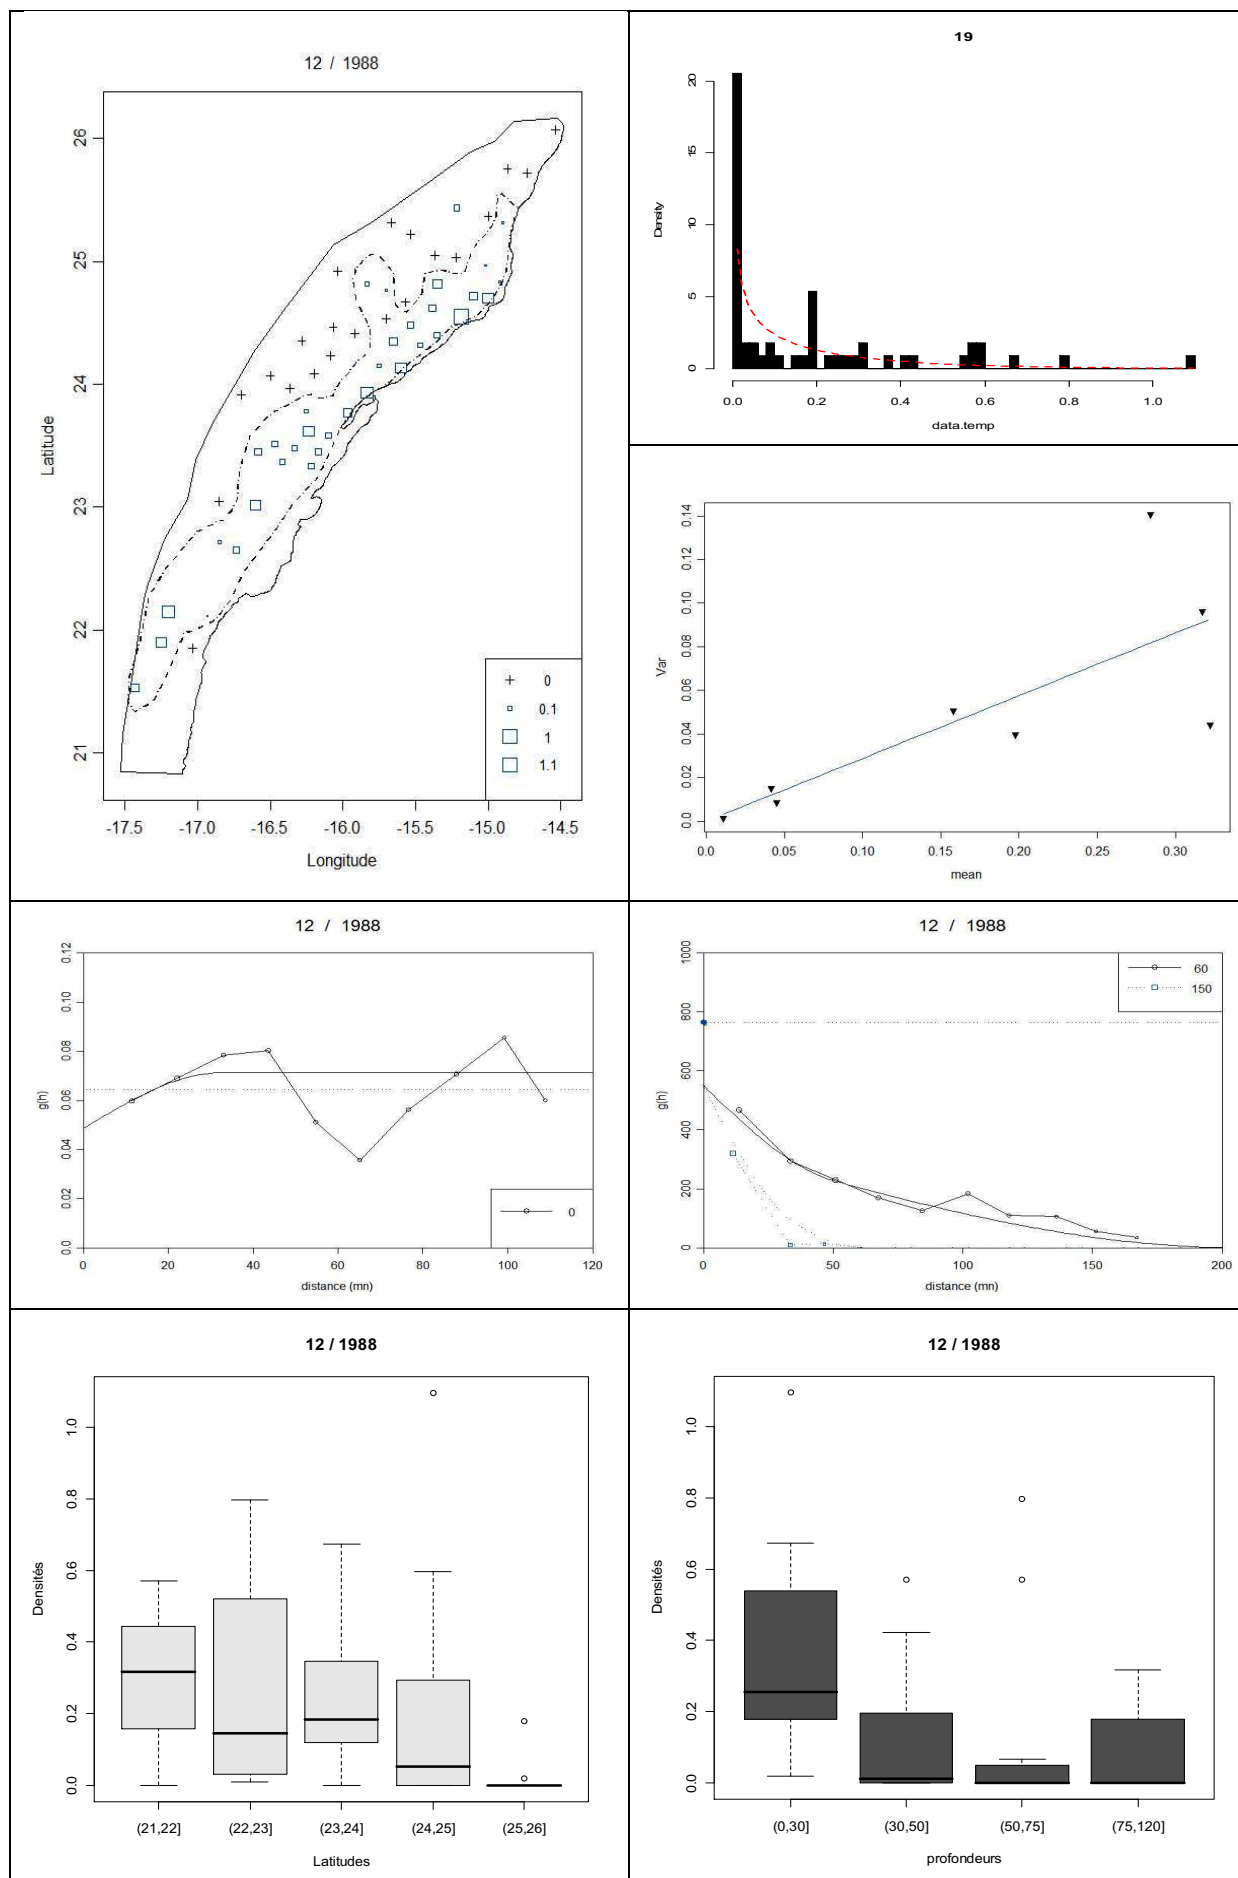 12 / 1988
Latitude
26
25
24
23
22
21
-17.5 -17.0 -16.5 -16.0 -15.5 -15.0 -14.5
Longitude
0
0.1
1
1.1
19
Density
20
15
10
5
0
0.0 0.2 0.4 0.6 0.8 1.0
data.temp
Var
0.14
0.12
0.10
0.08
0.06
0.04
0.02
0.0
0.0 0.05 0.10 0.15 0.20 0.25 0.30
mean
12 / 1988
g(h)
0.12
0.10
0.08
0.06
0.04
0.02
0.0
0 20 40 60 80 100 120
distance (mn)
0
12 / 1988
g(h)
1000
800
600
400
200
0
0 50 100 150 200
distance (mn)
60
150
12 / 1988
Densités
1.0
0.8
0.6
0.4
0.2
0.0
(21,22] (22,23] (23,24] (24,25] (25,26]
Latitudes
12 / 1988
Densités
1.0
0.8
0.6
0.4
0.2
0.0
(0,30] (30,50] (50,75] (75,120]
profondeurs